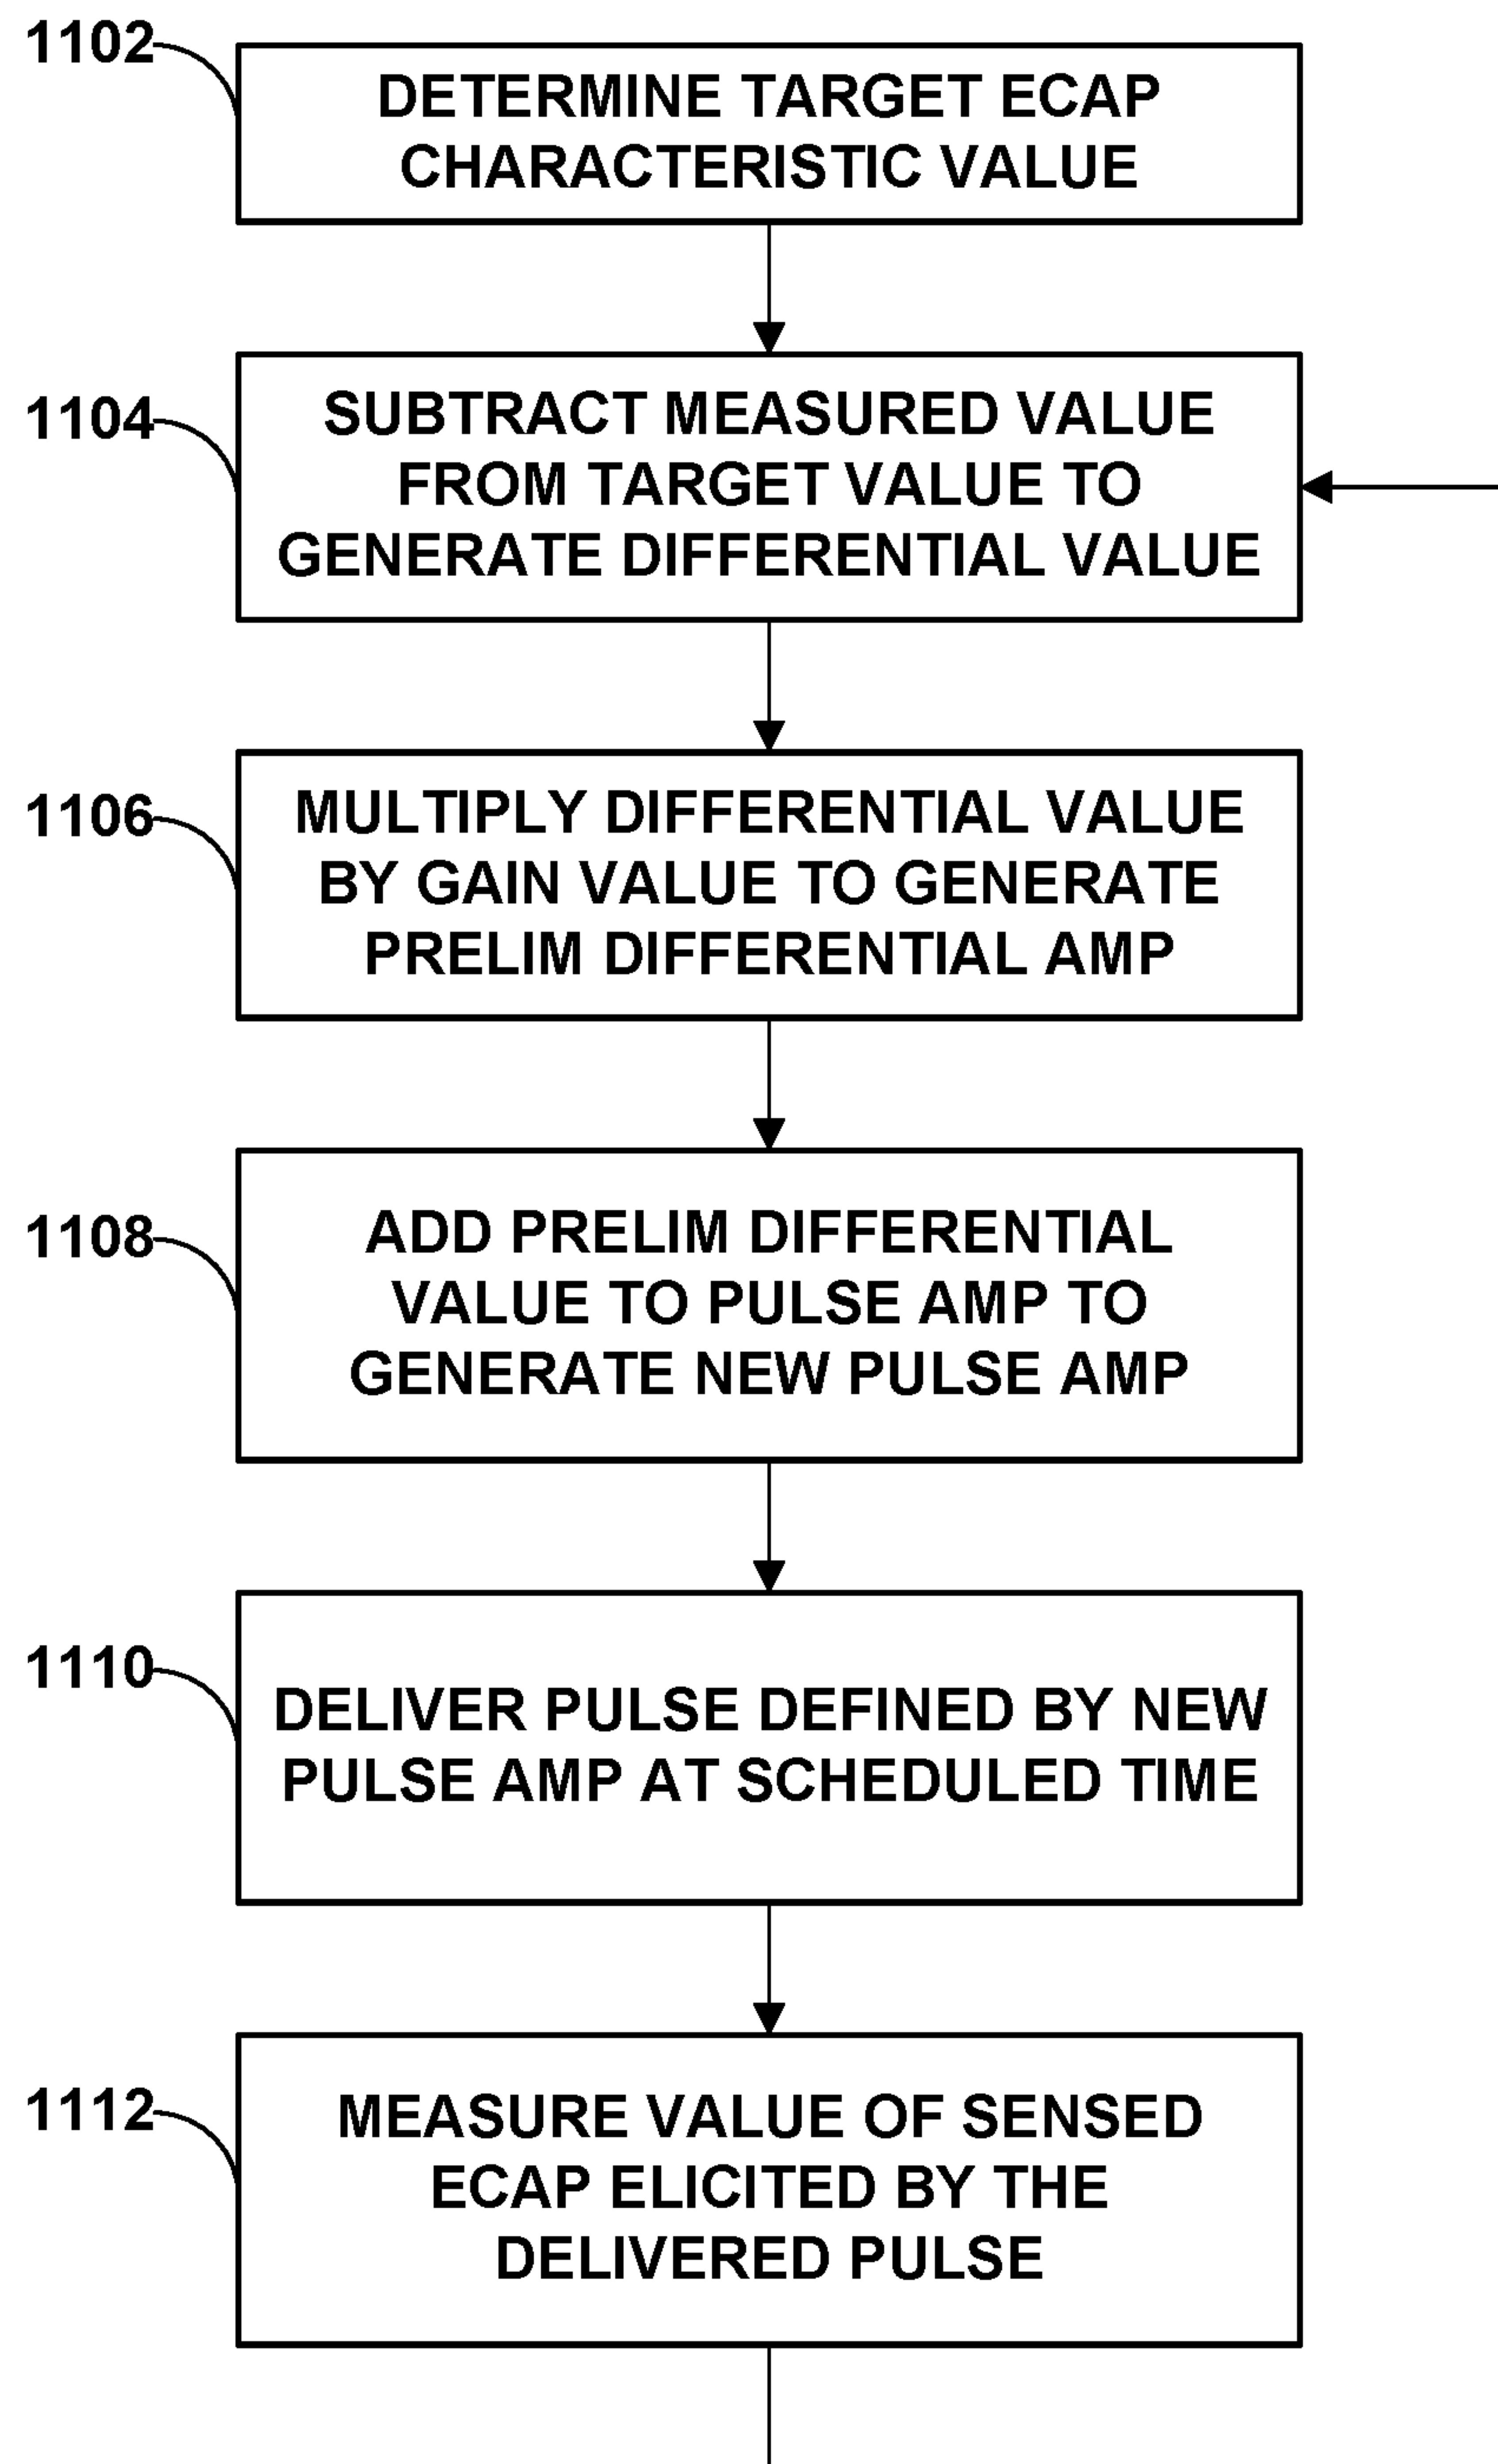 1102
DETERMINE TARGET ECAP
CHARACTERISTIC VALUE
1104
SUBTRACT MEASURED VALUE
FROM TARGET VALUE TO
GENERATE DIFFERENTIAL VALUE
1106
MULTIPLY DIFFERENTIAL VALUE
BY GAIN VALUE TO GENERATE
PRELIM DIFFERENTIAL AMP
1108
ADD PRELIM DIFFERENTIAL
VALUE TO PULSE AMP TO
GENERATE NEW PULSE AMP
1110
DELIVER PULSE DEFINED BY NEW
PULSE AMP AT SCHEDULED TIME
1112
MEASURE VALUE OF SENSED
ECAP ELICITED BY THE
DELIVERED PULSE